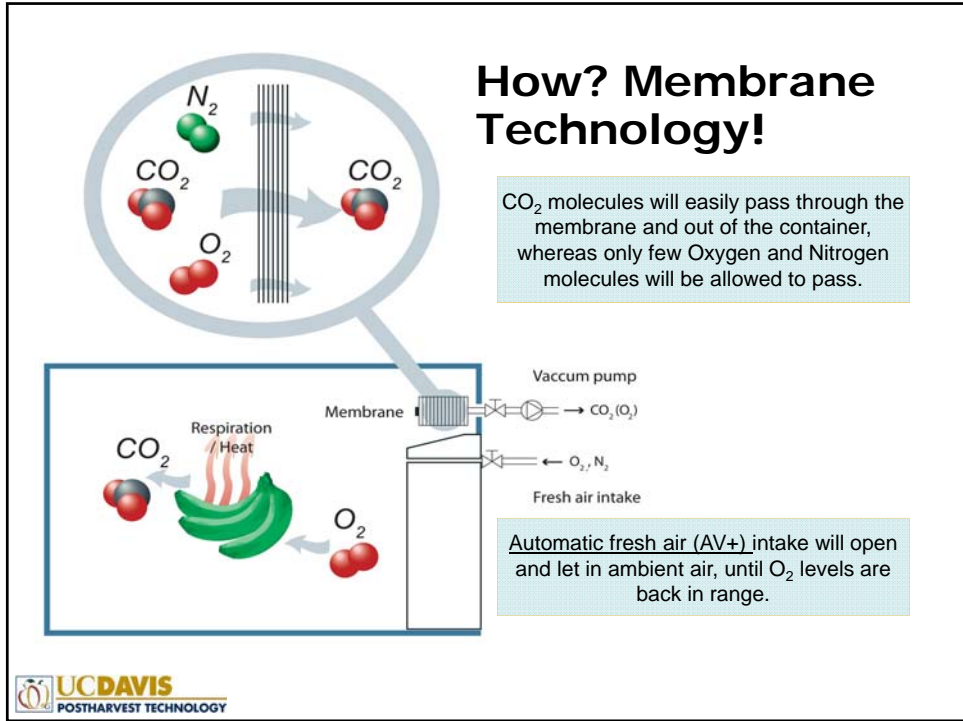 How? Membrane
Technology!
N2
CO2
CO2
O2
CO2 molecules will easily pass through the
membrane and out of the container,
whereas only few Oxygen and Nitrogen
molecules will be allowed to pass.
Vaccum pump
Membrane
CO2 (O2)
Respiration
/ Heat
CO2
O2, N2
Fresh air intake
O2
Automatic fresh air (AV+) intake will open
and let in ambient air, until O2 levels are
back in range.
UCDAVIS
POSTHARVEST TECHNOLOGY